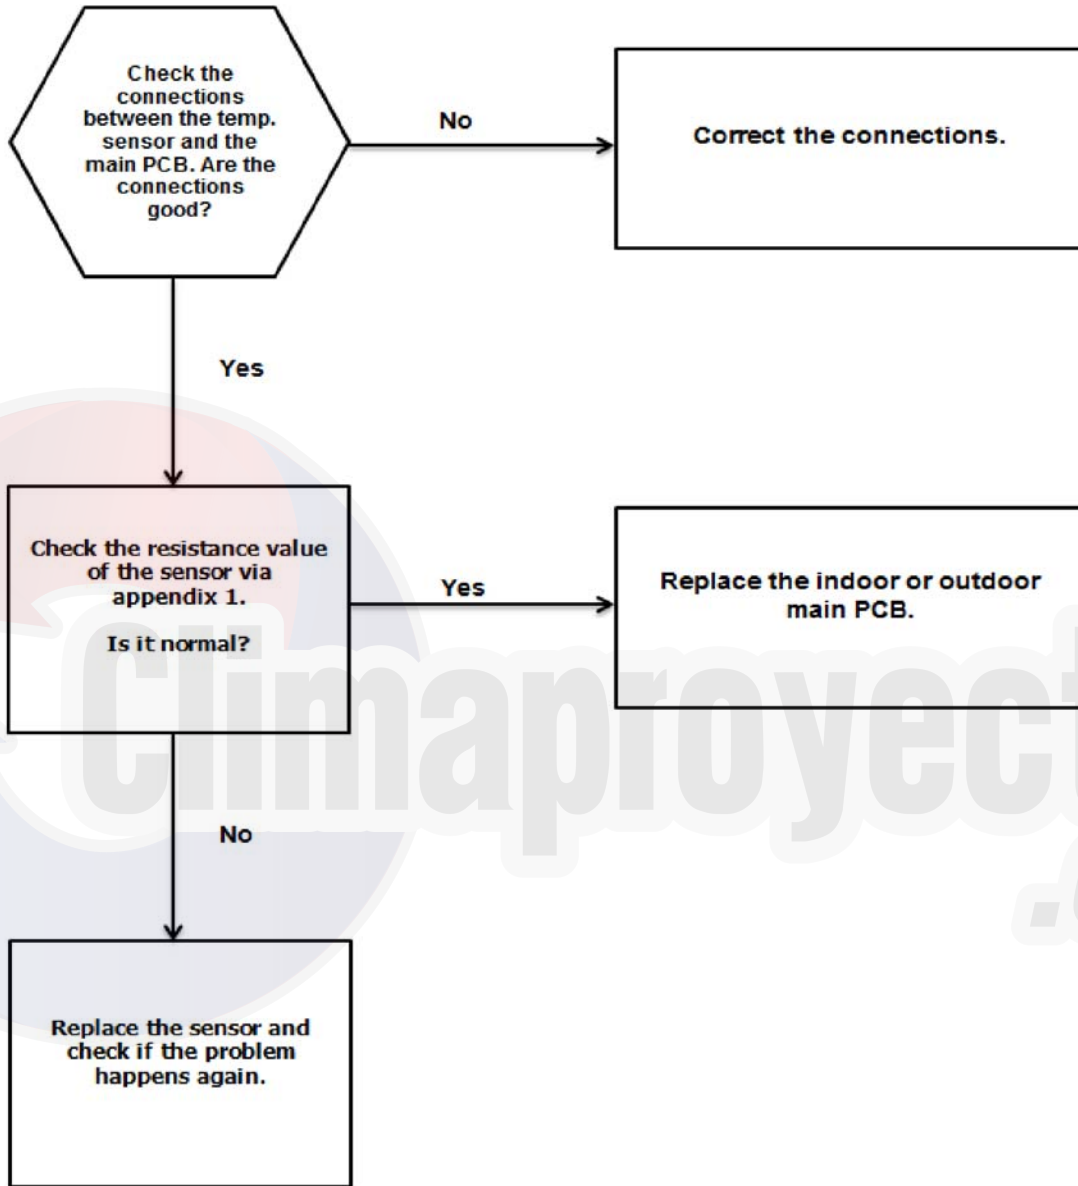 Check the
connections
between the temp.
sensor and the
main PCB. Are the
connections
good?
No
Correct the connections.
Yes
Check the resistance value
of the sensor via
appendix 1.
Is it normal?
Yes
Replace the indoor or outdoor
main PCB.
No
Replace the sensor and
check if the problem
happens again.